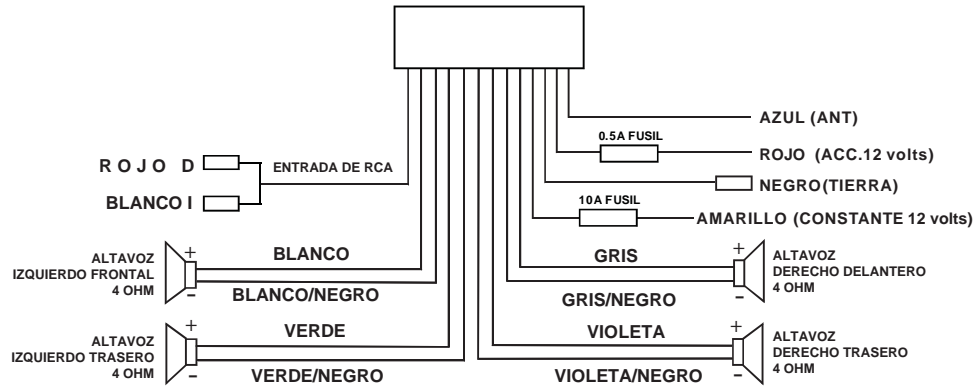 AZUL (ANT)
0.5A FUSIL
ROJO (ACC.12 volts)
ROJO D
ENTRADA DE RCA
NEGRO(TIERRA)
BLANCO I
10A FUSIL
AMARILLO (CONSTANTE 12 volts)
ALTAVOZ
IZQUIERDO FRONTAL
4 OHM
+
-
BLANCO
BLANCO/NEGRO
GRIS
GRIS/NEGRO
+
-
ALTAVOZ
DERECHO DELANTERO
4 OHM
ALTAVOZ
IZQUIERDO TRASERO
4 OHM
+
-
VERDE
VERDE/NEGRO
VIOLETA
VIOLETA/NEGRO
+
-
ALTAVOZ
DERECHO TRASERO
4 OHM